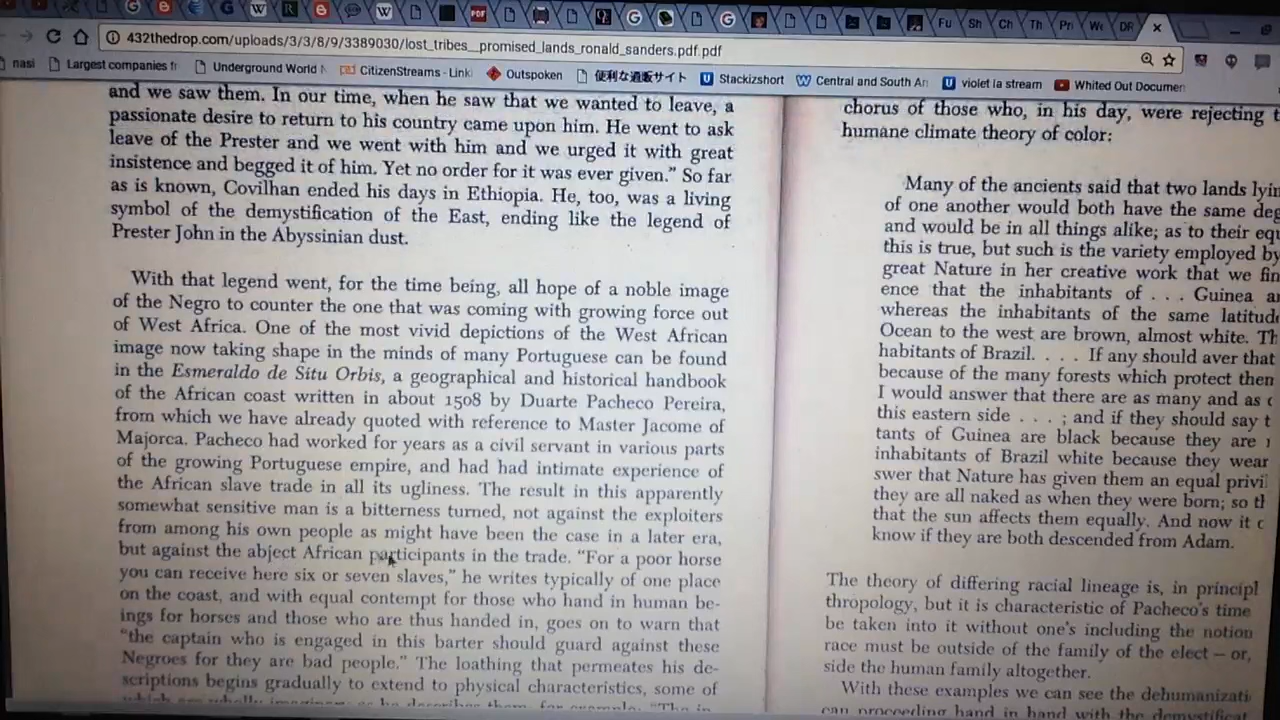 Fu
Sh
Ch
Th
Pri
DR
432thedrop.com/uploads/3/3/8/9/3389030/lost_tribes__promised_lands_ronald_sanders.pdf.pdf
nasi
Largest companies
Underground World
CitizenStreams - Link
Outspoken
便利な通販サイト
Stackizshort
Central and South An
violet la stream
Whited Out Documen
and we saw them. In our time, when he saw that we wanted to leave, a
passionate desire to return to his country came upon him. He went to ask
leave of the Prester and we went with him and we urged it with great
insistence and begged it of him. Yet no order for it was ever given.” So far
as is known, Covilhan ended his days in Ethiopia. He, too, was a living
symbol of the demystification of the East, ending like the legend of
Prester John in the Abyssinian dust.
With that legend went, for the time being, all hope of a noble image
of the Negro to counter the one that was coming with growing force out
of West Africa. One of the most vivid depictions of the West African
image now taking shape in the minds of many Portuguese can be found
in the Esmeraldo de Situ Orbis, a geographical and historical handbook
of the African coast written in about 1508 by Duarte Pacheco Pereira,
from which we have already quoted with reference to Master Jacome of
Majorca. Pacheco had worked for years as a civil servant in various parts
of the growing Portuguese empire, and had had intimate experience of
the African slave trade in all its ugliness. The result in this apparently
somewhat sensitive man is a bitterness turned, not against the exploiters
from among his own people as might have been the case in a later era,
but against the abject African participants in the trade. “For a poor horse
you can receive here six or seven slaves,” he writes typically of one place
on the coast, and with equal contempt for those who hand in human be-
ings for horses and those who are thus handed in, goes on to warn that
“the captain who is engaged in this barter should guard against these
Negroes for they are bad people.” The loathing that permeates his de-
scriptions begins gradually to extend to physical characteristics, some of
chorus of those who, in his day, were rejecting t
humane climate theory of color:
Many of the ancients said that two lands lyin
of one another would both have the same deg
and would be in all things alike; as to their equ
this is true, but such is the variety employed by
great Nature in her creative work that we fin
ence that the inhabitants of . . . Guinea ar
whereas the inhabitants of the same latitude
Ocean to the west are brown, almost white. Th
habitants of Brazil. . . . If any should aver that
because of the many forests which protect them
I would answer that there are as many and as
this eastern side . . . ; and if they should say t
tants of Guinea are black because they are
inhabitants of Brazil white because they wear
swer that Nature has given them an equal privil
they are all naked as when they were born; so th
that the sun affects them equally. And now it
know if they are both descended from Adam.
The theory of differing racial lineage is, in principl
thropology, but it is characteristic of Pacheco's time
be taken into it without one's including the notion
race must be outside of the family of the elect — or,
side the human family altogether.
With these examples we can see the dehumanizati
can proceeding hand in hand with the demystific